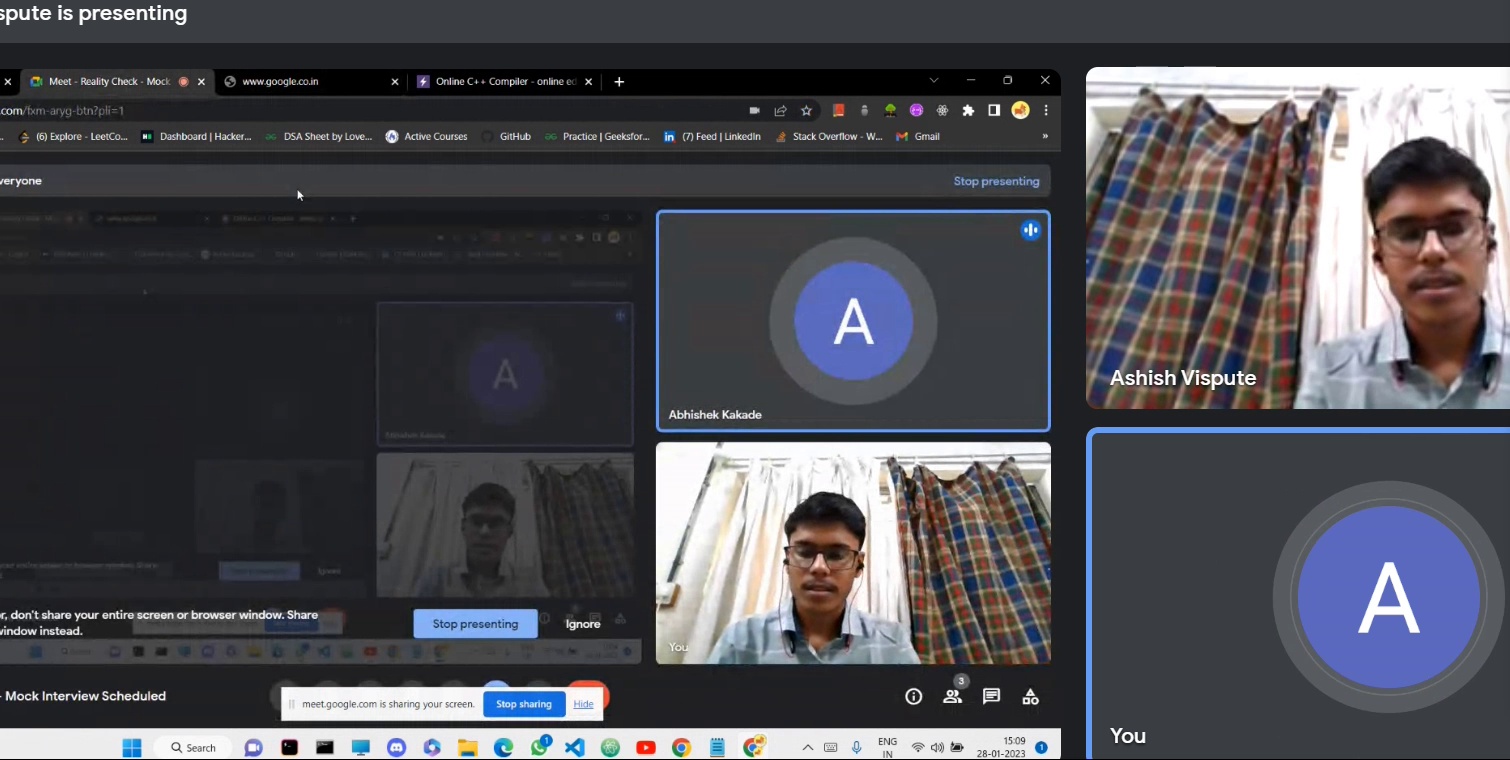 spute is presenting
Meet - Reality Check - Mock
www.google.co.in
Online C++ Compiler - online ed
.com/fxm-aryg-btn?pli=1
(6) Explore - LeetCo...
Dashboard | Hacker...
DSA Sheet by Love...
Active Courses
GitHub
Practice | Geeksfor...
(7) Feed | LinkedIn
Stack Overflow - W...
Gmail
»
veryone
Stop presenting
A
Abhishek Kakade
A
Abhishek Kakade
You
r, don't share your entire screen or browser window. Share
window instead.
Stop presenting
Ignore
- Mock Interview Scheduled
meet.google.com is sharing your screen.
Stop sharing
Hide
3
Search
1
ENG
IN
15:09
28-01-2023
1
Ashish Vispute
A
You